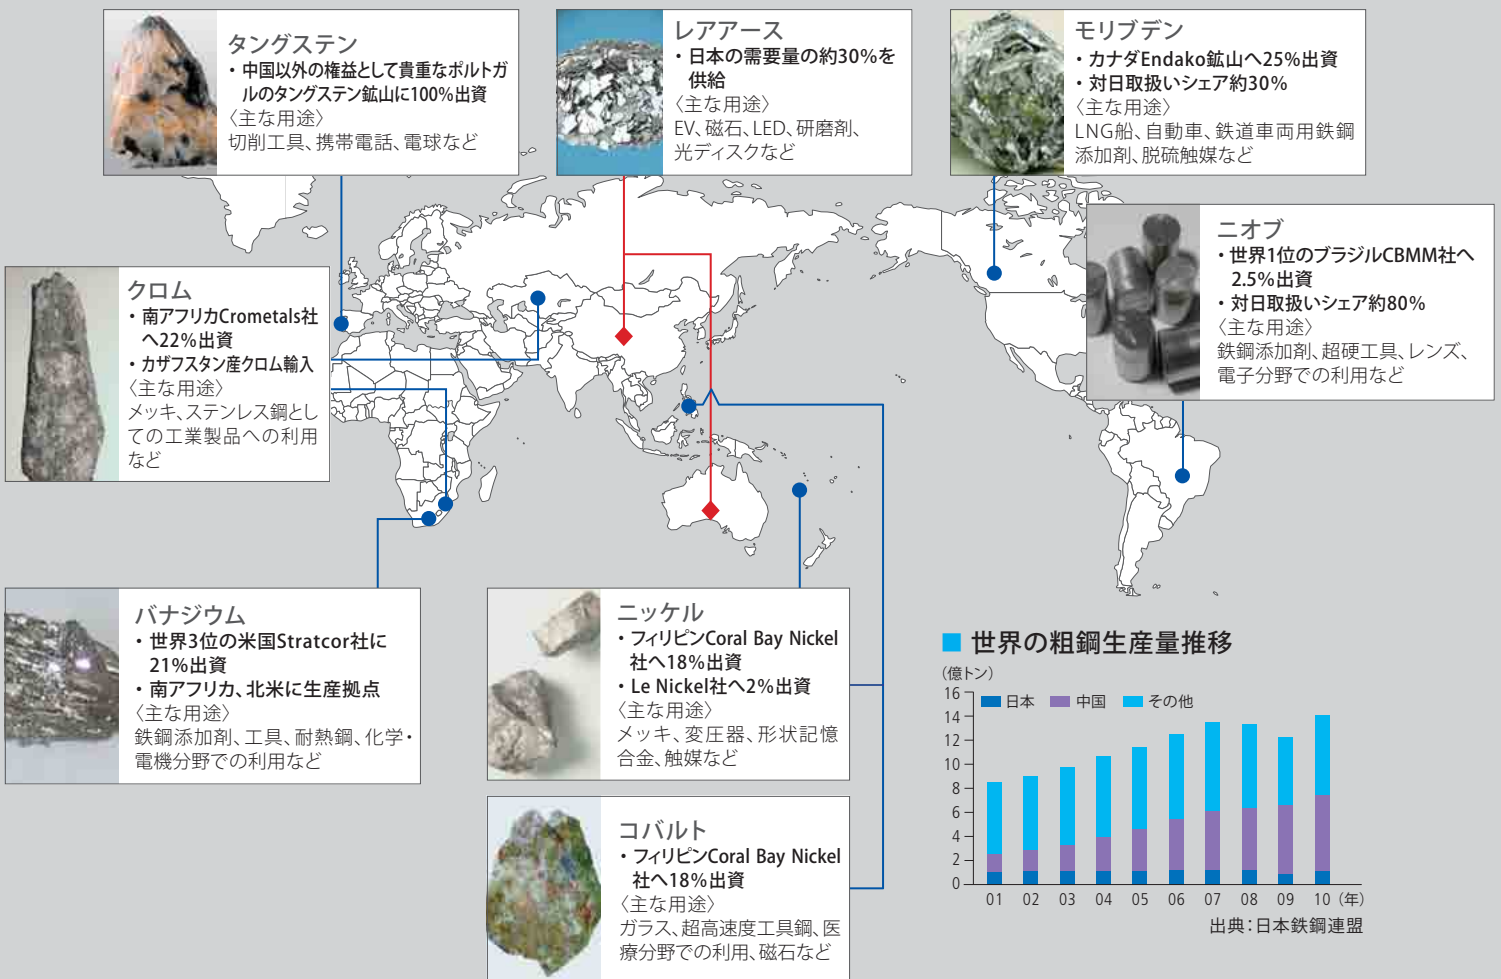 タングステン
・中国以外の権益として貴重なポルトガ
ルのタングステン鉱山に100%出資
〈主な用途〉
切削工具、携帯電話、電球など
レアアース
・日本の需要量の約30%を
供給
〈主な用途〉
EV、磁石、LED、研磨剤、
光ディスクなど
モリブデン
・カナダEndako鉱山へ25%出資
・対日取扱いシェア約30%
〈主な用途〉
LNG船、自動車、鉄道車両用鉄鋼
添加剤、脱硫触媒など
ニオブ
・世界1位のブラジルCBMM社へ
2.5%出資
・対日取扱いシェア約80%
〈主な用途〉
鉄鋼添加剤、超硬工具、レンズ、
電子分野での利用など
クロム
・南アフリカCrometals社
へ22%出資
・カザフスタン産クロム輸入
〈主な用途〉
メッキ、ステンレス鋼とし
ての工業製品への利用
など
バナジウム
・世界3位の米国Stratcor社に
21%出資
・南アフリカ、北米に生産拠点
〈主な用途〉
鉄鋼添加剤、工具、耐熱鋼、化学・
電機分野での利用など
ニッケル
・フィリピンCoral Bay Nickel
社へ18%出資
・Le Nickel社へ2%出資
〈主な用途〉
メッキ、変圧器、形状記憶
合金、触媒など
コバルト
・フィリピンCoral Bay Nickel
社へ18%出資
〈主な用途〉
ガラス、超高速度工具鋼、医
療分野での利用、磁石など
■ 世界の粗鋼生産量推移
(億トン)
16
14
12
10
8
6
4
2
0
日本 中国 その他
01 02 03 04 05 06 07 08 09 10 (年)
出典：日本鉄鋼連盟